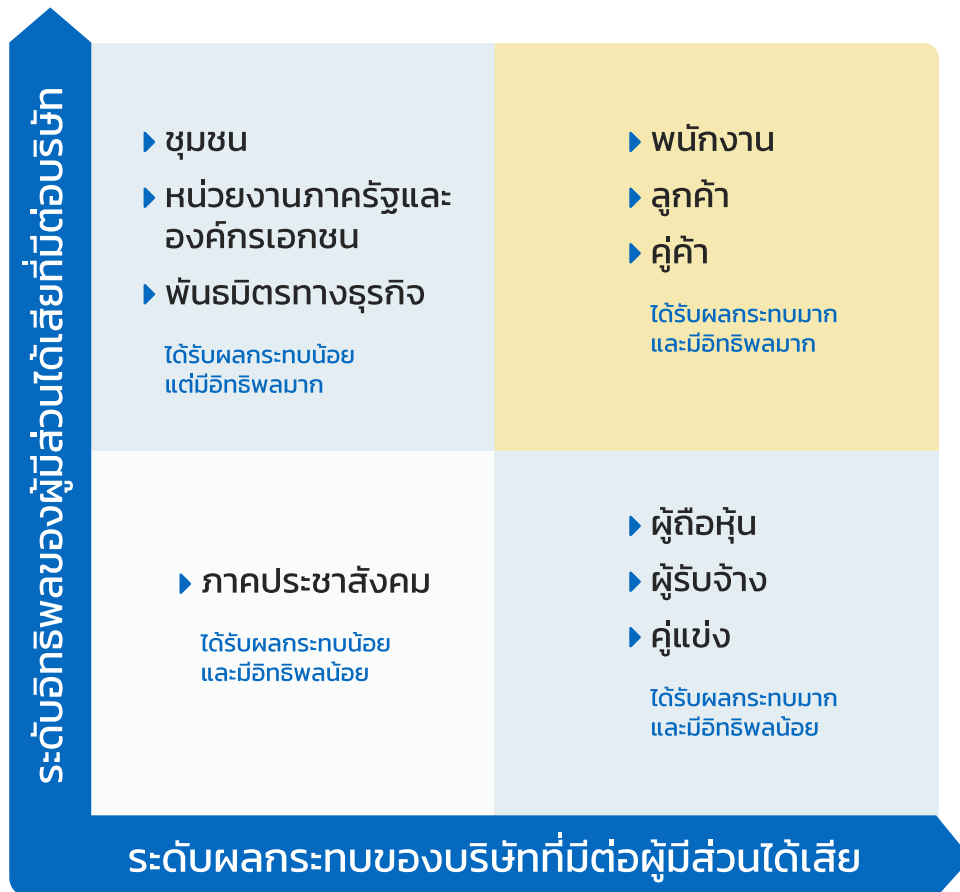 ระดับอิทธิพลของผู้มีส่วนได้เสียที่มีต่อบริษัท
ชุมชน
หน่วยงานภาครัฐและ
องค์กรเอกชน
พันธมิตรทางธุรกิจ
ได้รับผลกระทบน้อย
แต่มีอิทธิพลมาก
พนักงาน
ลูกค้า
คู่ค้า
ได้รับผลกระทบมาก
และมีอิทธิพลมาก
ภาคประชาสังคม
ได้รับผลกระทบน้อย
และมีอิทธิพลน้อย
ผู้ถือหุ้น
ผู้รับจ้าง
คู่แข่ง
ได้รับผลกระทบมาก
และมีอิทธิพลน้อย
ระดับผลกระทบของบริษัทที่มีต่อผู้มีส่วนได้เสีย